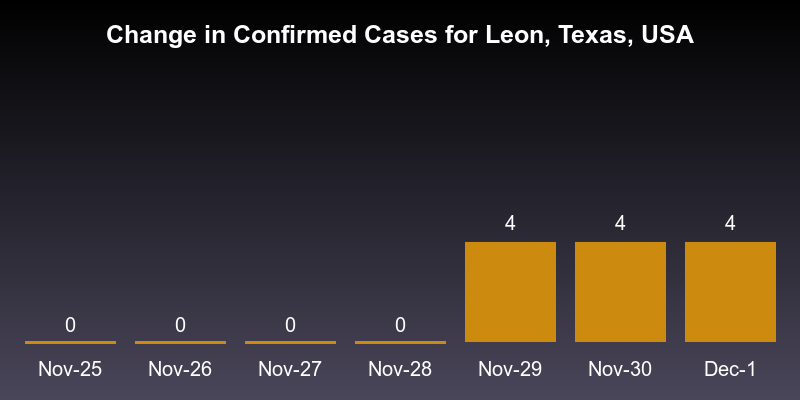 Change in Confirmed Cases for Leon, Texas, USA
4 4 4
0 0 0 0
Nov-25 Nov-26 Nov-27 Nov-28 Nov-29 Nov-30 Dec-1